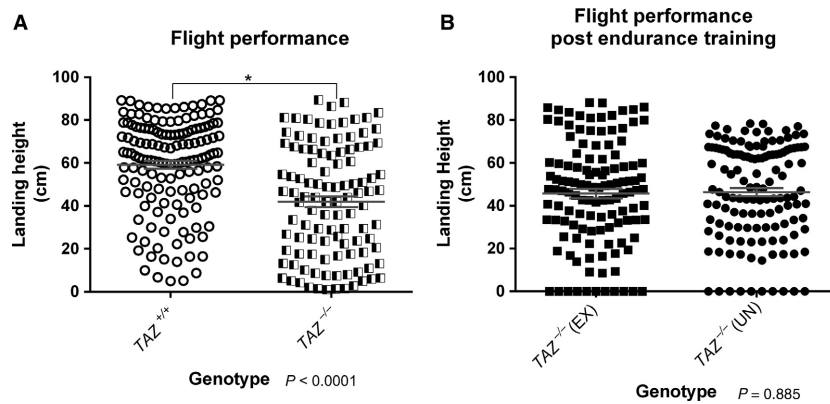 A
Flight performance
*
100
80
60
40
20
0
Landing height
(cm)
TAZ+/+
TAZ−/−
Genotype P < 0.0001
B
Flight performance
post endurance training
100
80
60
40
20
0
Landing Height
(cm)
TAZ−/− (EX)
TAZ−/− (UN)
Genotype P = 0.885